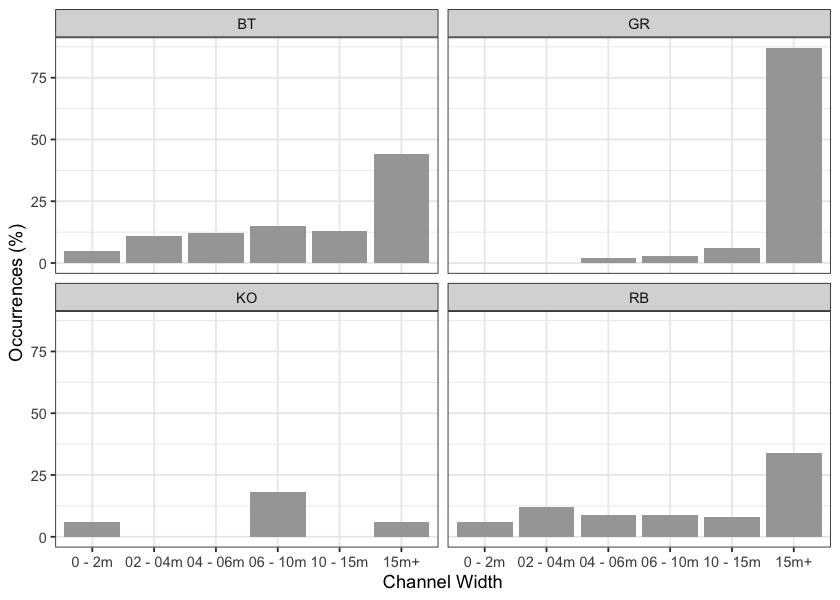 BT
GR
75
50
25
0
KO
RB
75
50
25
0
Occurrences (%)
0 - 2m 02 - 04m 04 - 06m 06 - 10m 10 - 15m 15m+
0 - 2m 02 - 04m 04 - 06m 06 - 10m 10 - 15m 15m+
Channel Width